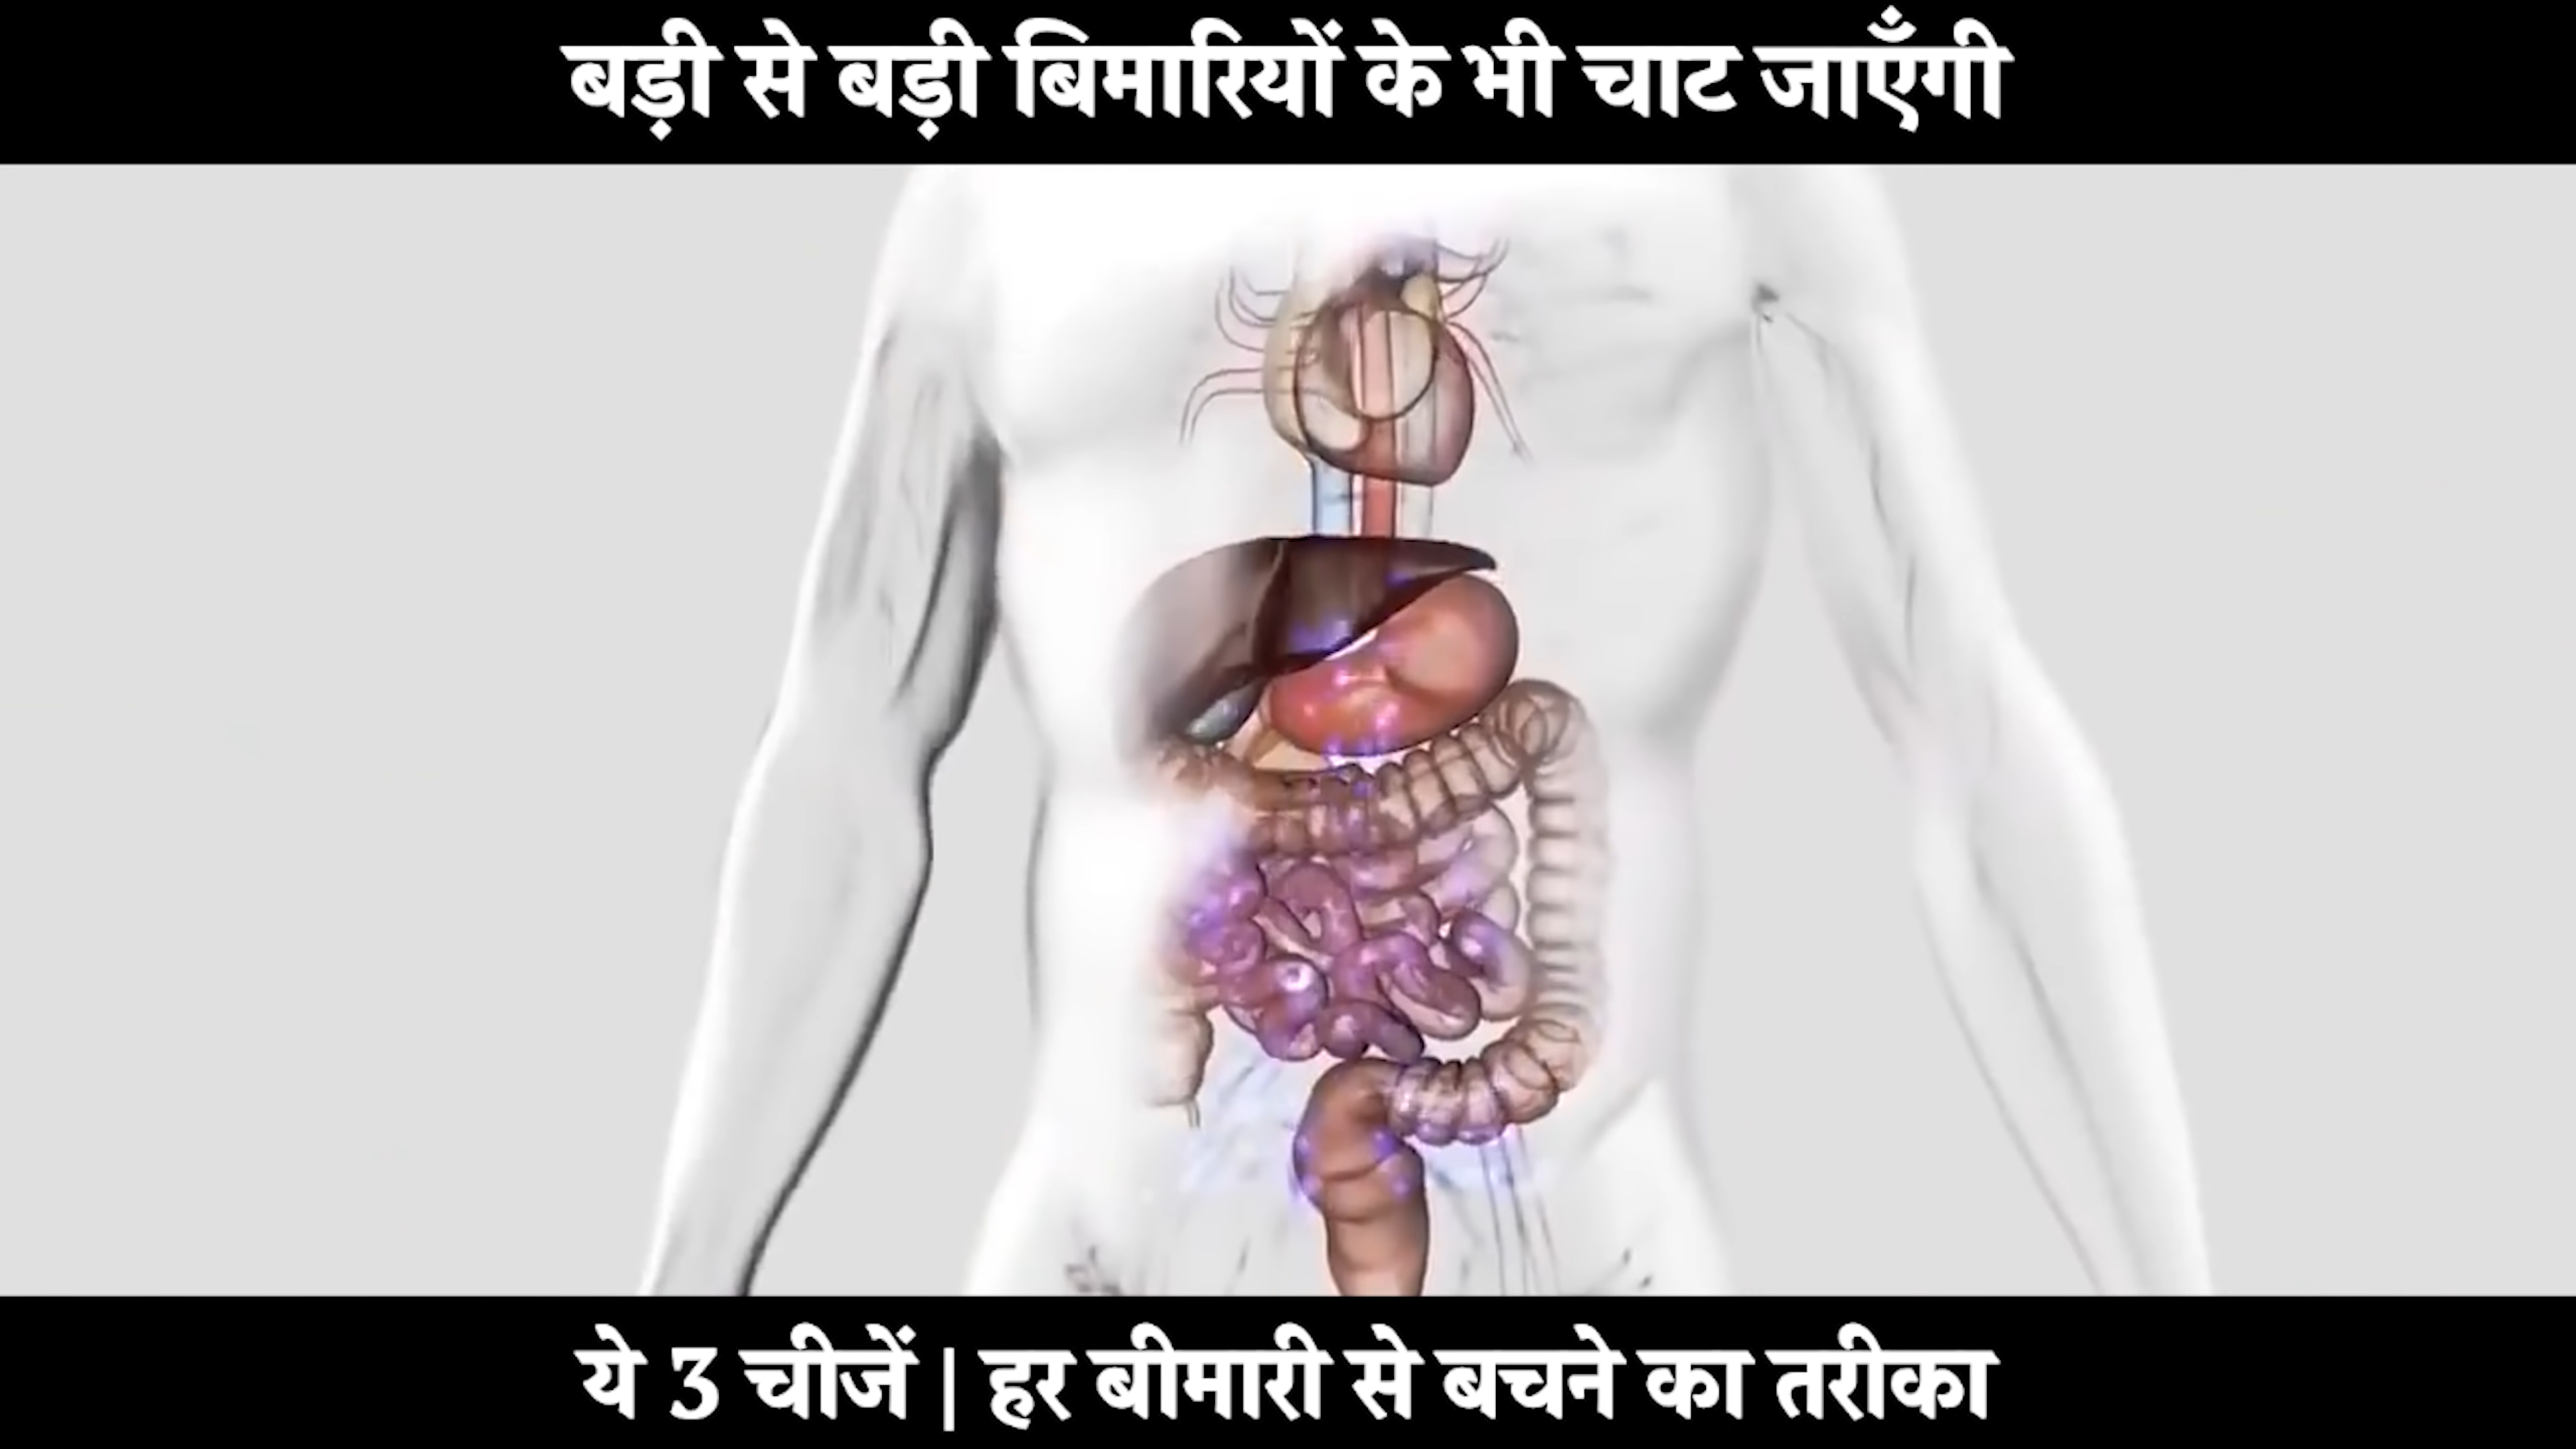 बड़ी से बड़ी बिमारियों के भी चाट जाएँगी
ये 3 चीजें | हर बीमारी से बचने का तरीका